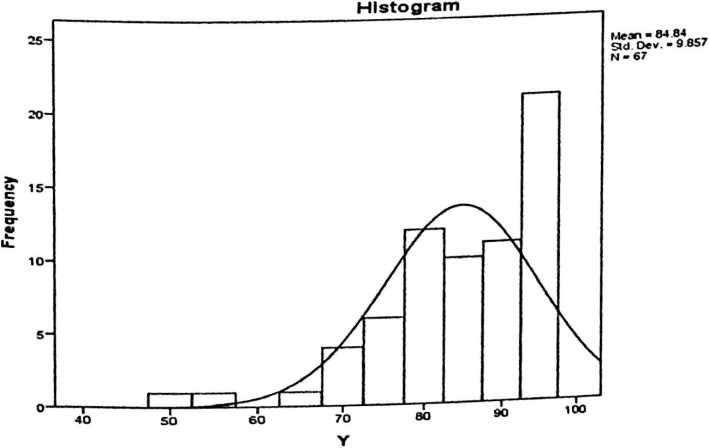 Histogram
Mean = 84.84
Std. Dev. = 9.857
N = 67
25
20
15
10
5
0
Frequency
40 50 60 70 80 90 100
Y